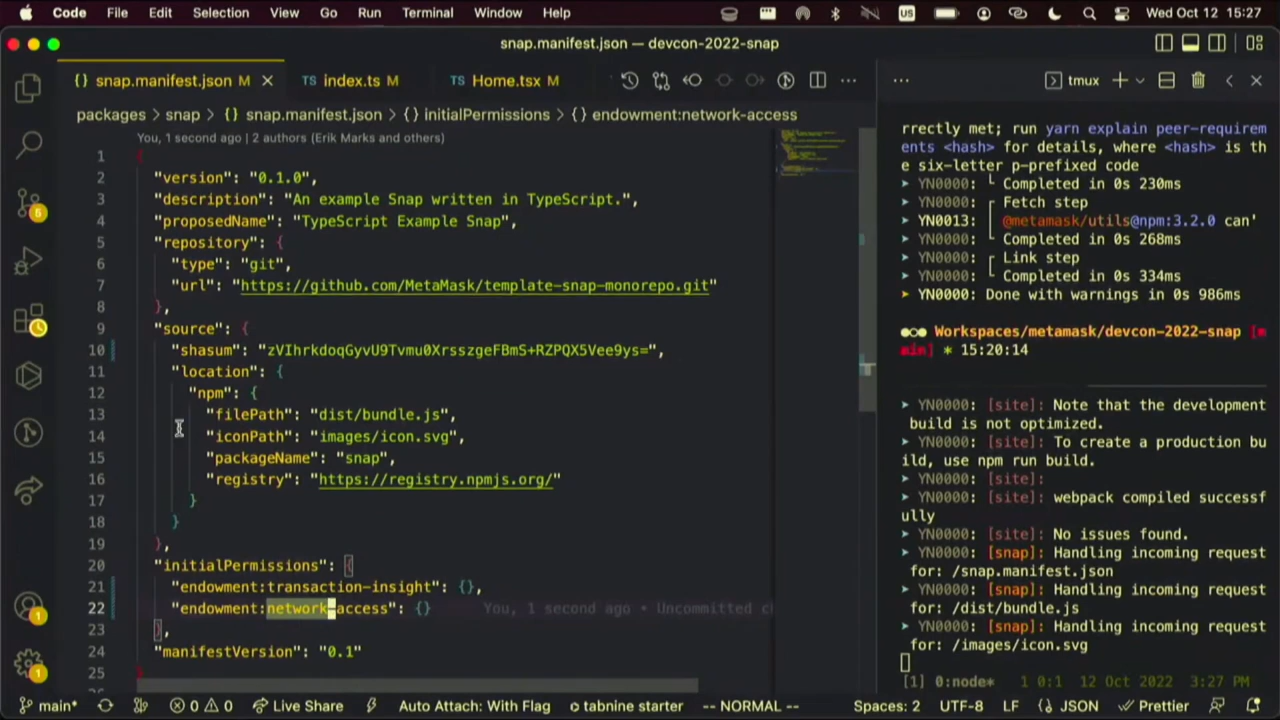 Code File Edit Selection View Go Run Terminal Window Help US Wed Oct 12 15:27
snap.manifest.json — devcon-2022-snap
{} snap.manifest.json M TS index.ts M TS Home.tsx M
packages > snap > {} snap.manifest.json > {} initialPermissions > {} endowment:network-access
You, 1 second ago | 2 authors (Erik Marks and others)
1 {
2 "version": "0.1.0",
3 "description": "An example Snap written in TypeScript.",
4 "proposedName": "TypeScript Example Snap",
5 "repository": {
6 "type": "git",
7 "url": "https://github.com/MetaMask/template-snap-monorepo.git"
8 },
9 "source": {
10 "shasum": "zVIhrkdoqGyvU9Tvmu0XrsszgeFBmS+RZPQX5Vee9ys=",
11 "location": {
12 "npm": {
13 "filePath": "dist/bundle.js",
14 "iconPath": "images/icon.svg",
15 "packageName": "snap",
16 "registry": "https://registry.npmjs.org/"
17 }
18 }
19 },
20 "initialPermissions": {
21 "endowment:transaction-insight": {},
22 "endowment:network-access": {} You, 1 second ago • Uncommitted
23 },
24 "manifestVersion": "0.1"
25 }
tmux
rrectly met; run yarn explain peer-requirem
ents <hash> for details, where <hash> is th
e six-letter p-prefixed code
➤ YN0000: └ Completed in 0s 230ms
➤ YN0000: ┌ Fetch step
➤ YN0013: │ @metamask/utils@npm:3.2.0 can'
➤ YN0000: └ Completed in 0s 268ms
➤ YN0000: ┌ Link step
➤ YN0000: └ Completed in 0s 334ms
➤ YN0000: Done with warnings in 0s 986ms
Workspaces/metamask/devcon-2022-snap [m
ain] * 15:20:14
➤ YN0000: [site]: Note that the development
build is not optimized.
➤ YN0000: [site]: To create a production bu
ild, use npm run build.
➤ YN0000: [site]:
➤ YN0000: [site]: webpack compiled successf
ully
➤ YN0000: [site]: No issues found.
➤ YN0000: [snap]: Handling incoming request
for: /snap.manifest.json
➤ YN0000: [snap]: Handling incoming request
for: /dist/bundle.js
➤ YN0000: [snap]: Handling incoming request
for: /images/icon.svg
[1] 0:node* 1 0:1 12 Oct 2022 3:27 PM
main* 0 0 Live Share Auto Attach: With Flag tabnine starter -- NORMAL -- Spaces: 2 UTF-8 LF {} JSON Prettier